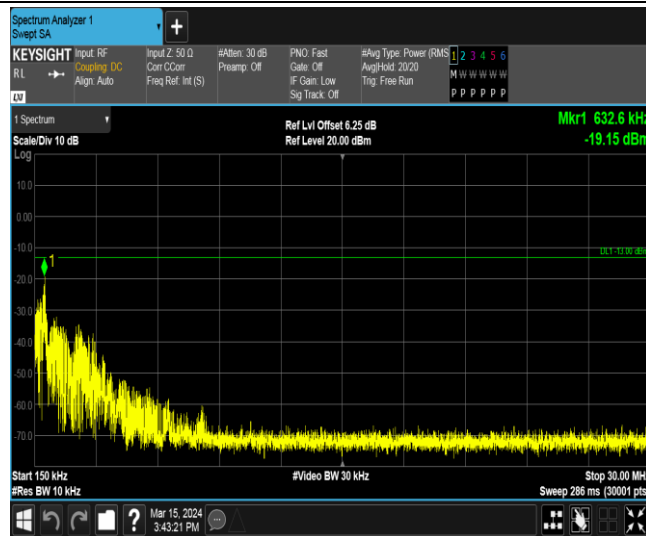 Spectrum Analyzer 1
Swept SA
+
KEYSIGHT Input: RF Input Z: 50 Ω #Atten: 30 dB PNO: Fast #Avg Type: Power (RMS 1 2 3 4 5 6
RL Coupling: DC Corr CCorr Preamp: Off Gate: Off Avg|Hold: 20/20 M W W W W W
Align: Auto Freq Ref: Int (S) IF Gain: Low Trig: Free Run
Sig Track: Off P P P P P P
LXI
1 Spectrum Ref Lvl Offset 6.25 dB Mkr1 632.6 kHz
Scale/Div 10 dB Ref Level 20.00 dBm -19.15 dBm
Log
10.0
0.00
-10.0
DL1 -13.00 dBm
1
-20.0
-30.0
-40.0
-50.0
-60.0
-70.0
Start 150 kHz #Video BW 30 kHz Stop 30.00 MHz
#Res BW 10 kHz Sweep 286 ms (30001 pts
? Mar 15, 2024
3:43:21 PM